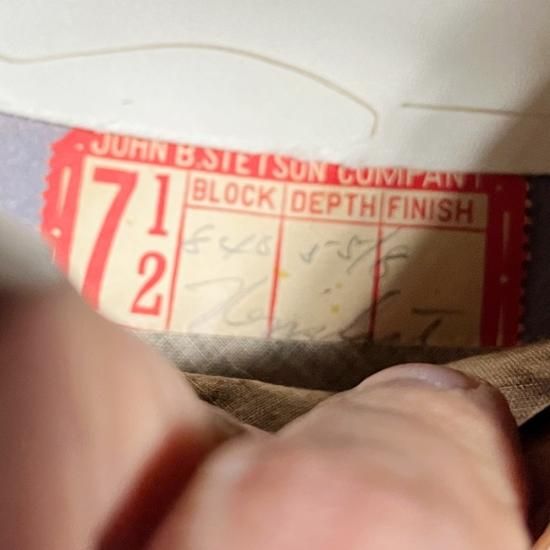 JOHN B. STETSON COMPANY
7 1/2 BLOCK DEPTH FINISH
5-5/8